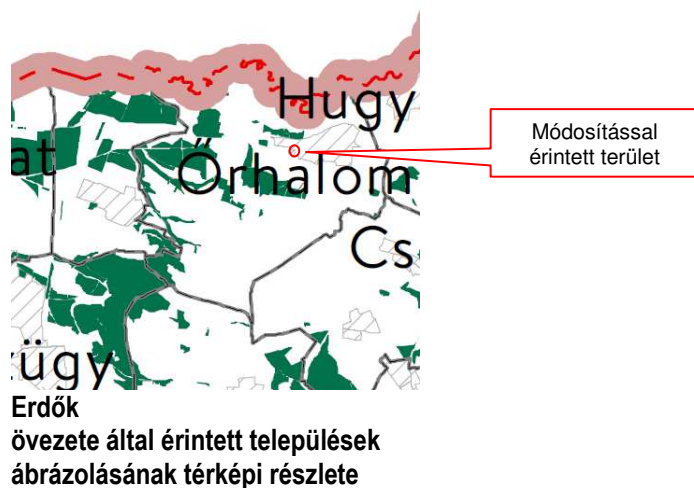 Hugy
at
Őrhalom
Cs
ügy
Módosítással
érintett terület
Erdők
övezete által érintett települések
ábrázolásának térképi részlete